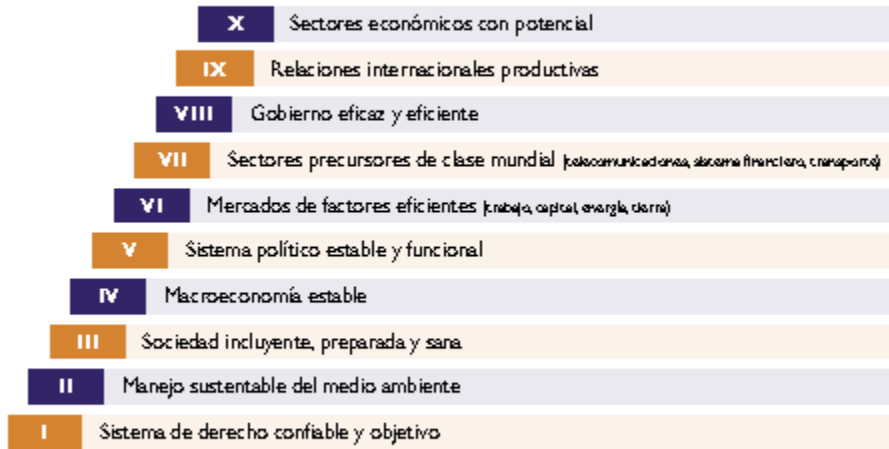 X Sectores económicos con potencial
IX Relaciones internacionales productivas
VIII Gobierno eficaz y eficiente
VII Sectores precursores de clase mundial (telecomunicaciones, sistema financiero, transporte)
VI Mercados de factores eficientes (trabajo, capital, energía, tierra)
V Sistema político estable y funcional
IV Macroeconomía estable
III Sociedad incluyente, preparada y sana
II Manejo sustentable del medio ambiente
I Sistema de derecho confiable y objetivo